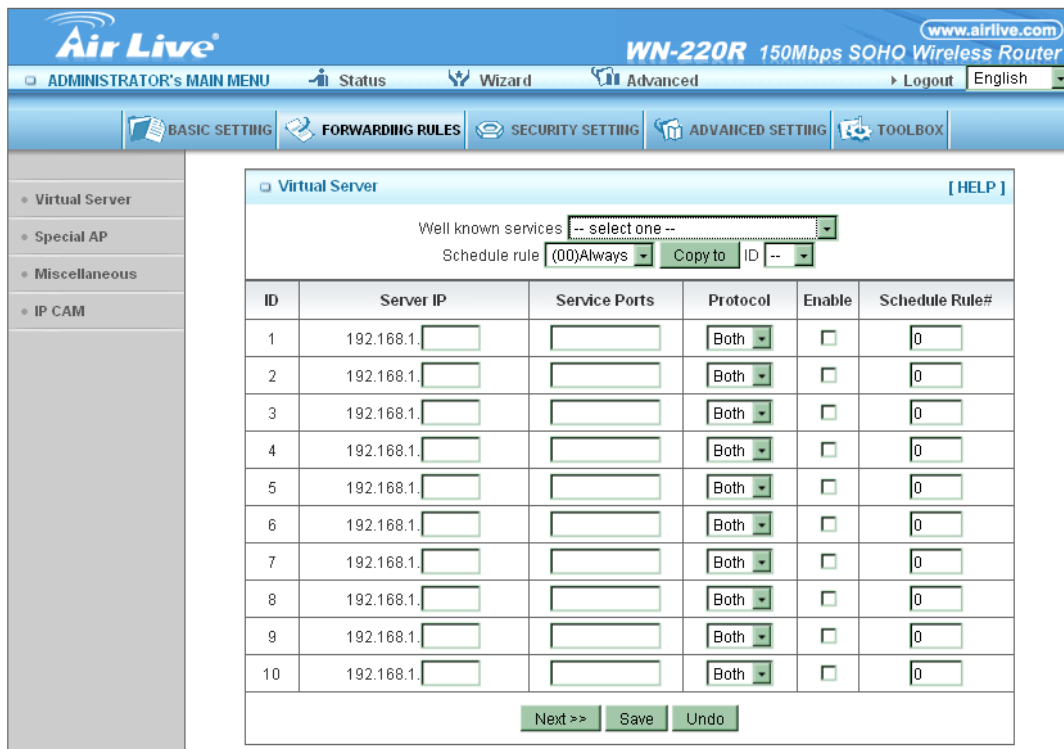 www.airlive.com
Air Live®
WN-220R 150Mbps SOHO Wireless Router
ADMINISTRATOR's MAIN MENU Status Wizard Advanced Logout English
BASIC SETTING FORWARDING RULES SECURITY SETTING ADVANCED SETTING TOOLBOX
Virtual Server
Special AP
Miscellaneous
IP CAM
Virtual Server [ HELP ]
Well known services -- select one --
Schedule rule (00)Always Copy to ID --
ID Server IP Service Ports Protocol Enable Schedule Rule#
1 192.168.1. Both 0
2 192.168.1. Both 0
3 192.168.1. Both 0
4 192.168.1. Both 0
5 192.168.1. Both 0
6 192.168.1. Both 0
7 192.168.1. Both 0
8 192.168.1. Both 0
9 192.168.1. Both 0
10 192.168.1. Both 0
Next >> Save Undo